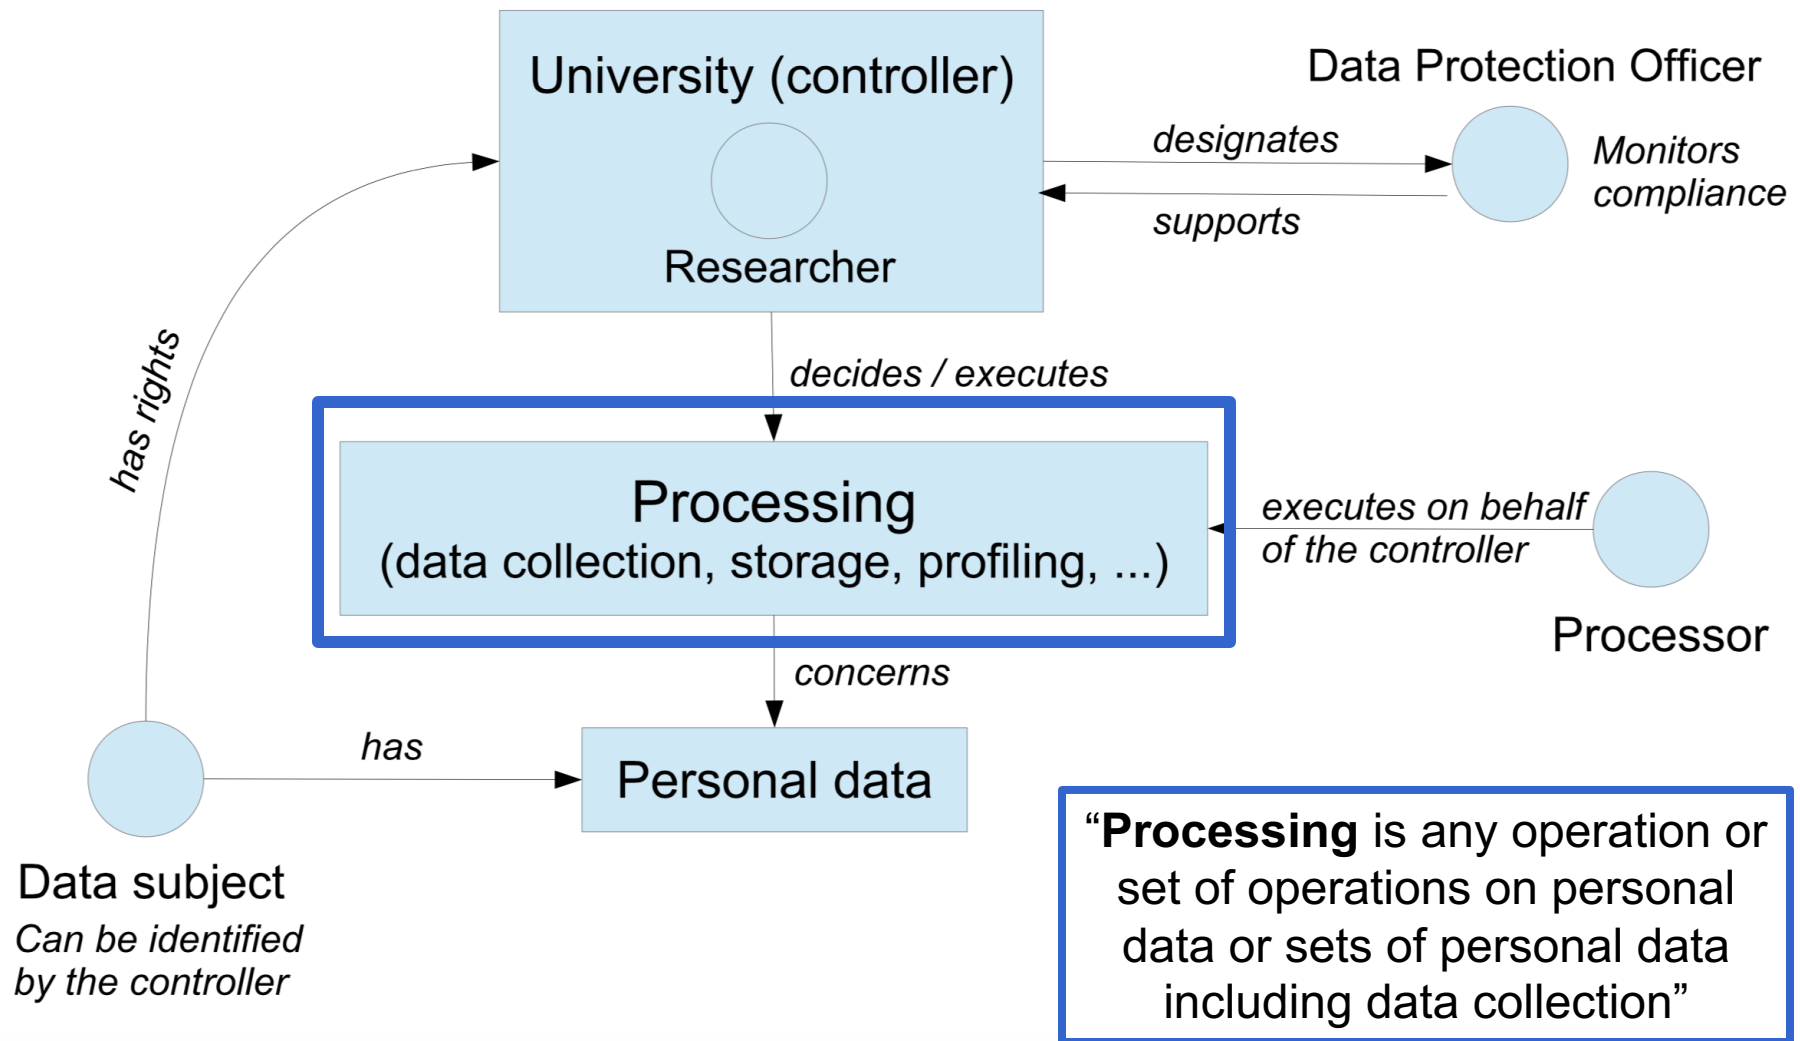 University (controller)
Researcher
Data Protection Officer
designates
Monitors
compliance
supports
has rights
decides / executes
Processing
(data collection, storage, profiling, ...)
executes on behalf
of the controller
Processor
concerns
has
Personal data
Data subject
Can be identified
by the controller
“Processing is any operation or
set of operations on personal
data or sets of personal data
including data collection”